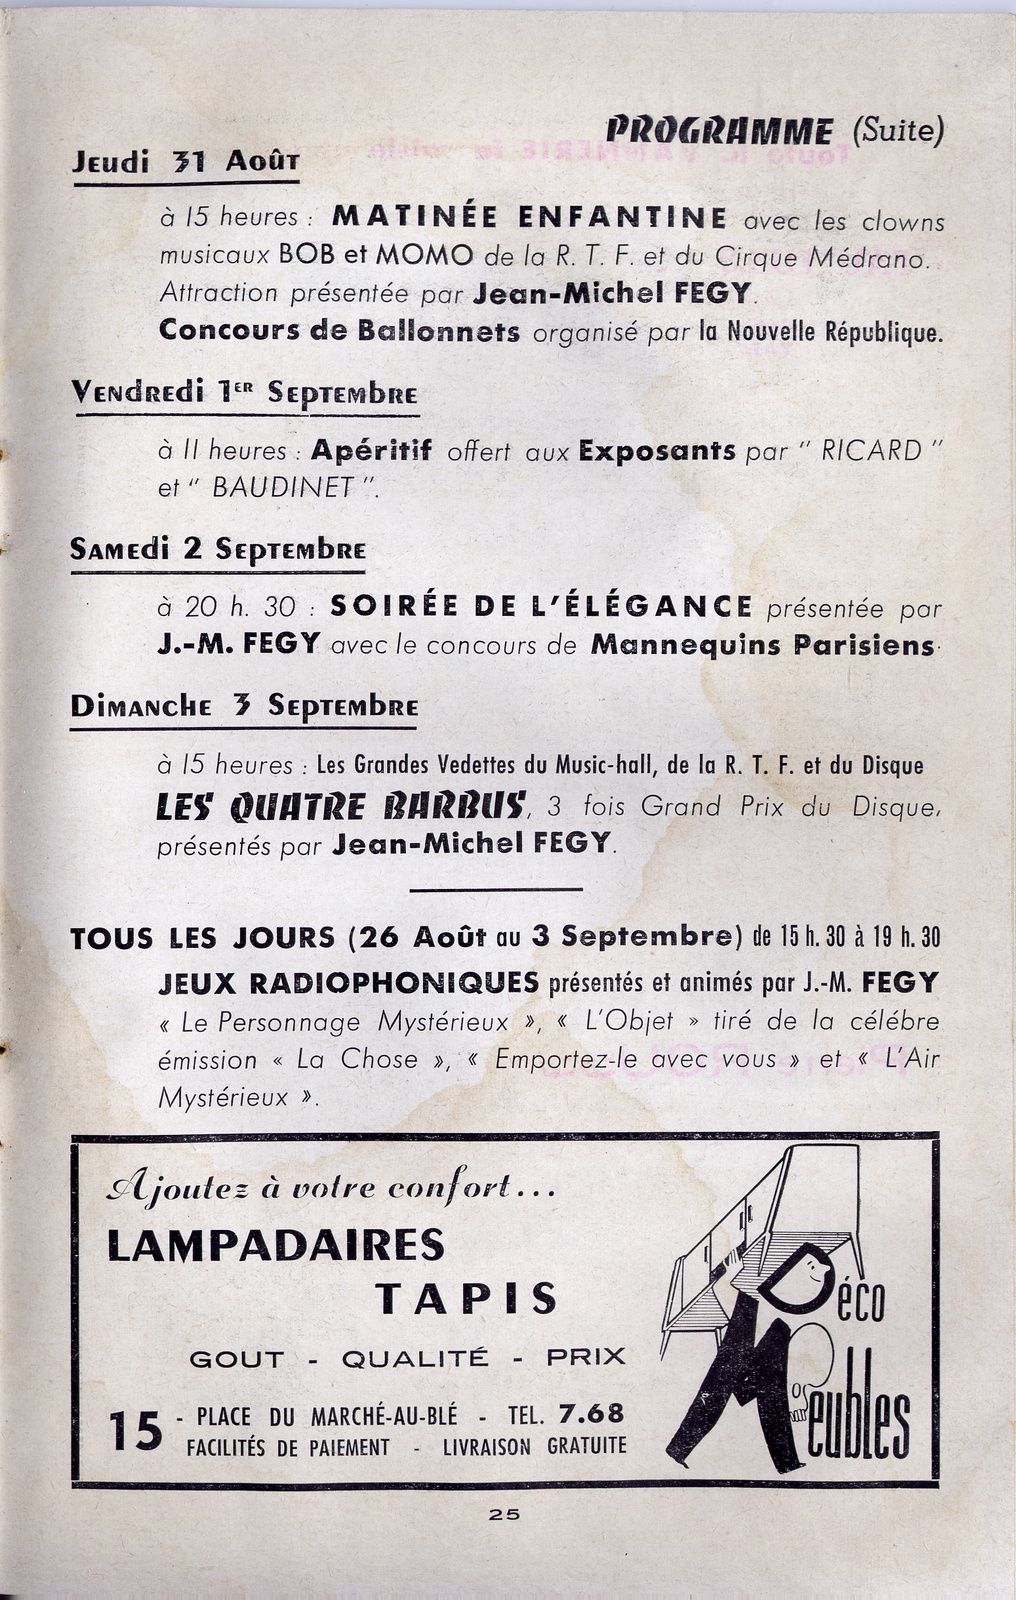 PROGRAMME (Suite)
Jeudi 31 Août
à 15 heures : MATINÉE ENFANTINE avec les clowns
musicaux BOB et MOMO de la R. T. F. et du Cirque Médrano.
Attraction présentée par Jean-Michel FEGY.
Concours de Ballonnets organisé par la Nouvelle République.
Vendredi 1er Septembre
à 11 heures : Apéritif offert aux Exposants par " RICARD "
et " BAUDINET ".
Samedi 2 Septembre
à 20 h. 30 : SOIRÉE DE L'ÉLÉGANCE présentée par
J.-M. FEGY avec le concours de Mannequins Parisiens.
Dimanche 3 Septembre
à 15 heures : Les Grandes Vedettes du Music-hall, de la R. T. F. et du Disque
LES QUATRE BARBUS, 3 fois Grand Prix du Disque,
présentés par Jean-Michel FEGY.
TOUS LES JOURS (26 Août au 3 Septembre) de 15 h. 30 à 19 h. 30
JEUX RADIOPHONIQUES présentés et animés par J.-M. FEGY
« Le Personnage Mystérieux », « L'Objet » tiré de la célébre
émission « La Chose », « Emportez-le avec vous » et « L'Air
Mystérieux ».
Ajoutez à votre confort...
LAMPADAIRES
TAPIS
GOUT - QUALITÉ - PRIX
15 - PLACE DU MARCHÉ-AU-BLÉ - TEL. 7.68
FACILITÉS DE PAIEMENT - LIVRAISON GRATUITE
Déco
Meubles
25